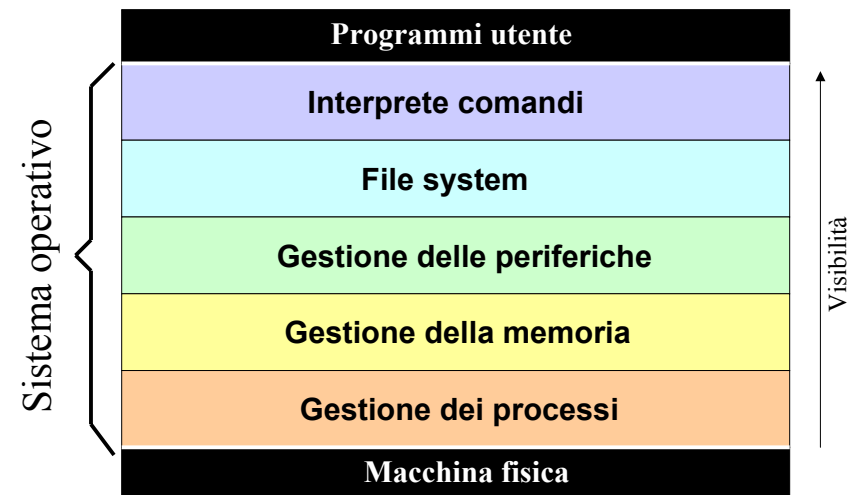 Programmi utente
Interprete comandi
File system
Gestione delle periferiche
Gestione della memoria
Gestione dei processi
Macchina fisica
Sistema operativo
Visibilità